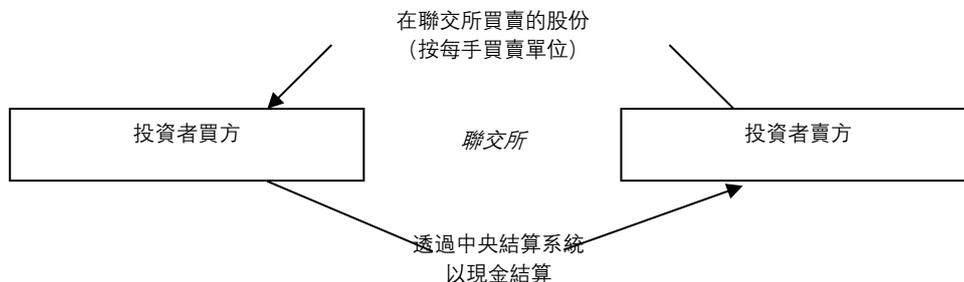 在聯交所買賣的股份
（按每手買賣單位）
投資者買方
聯交所
投資者賣方
透過中央結算系統
以現金結算